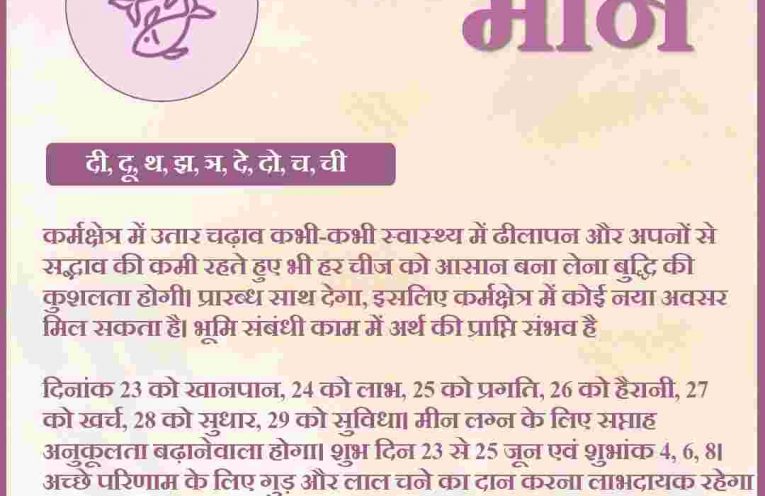 मीन
दी, दू, थ, झ, ञ, दे, दो, च, ची
कर्मक्षेत्र में उतार चढ़ाव कभी-कभी स्वास्थ्य में ढीलापन और अपनों से
सद्भाव की कमी रहते हुए भी हर चीज को आसान बना लेना बुद्धि की
कुशलता होगी। प्रारब्ध साथ देगा, इसलिए कर्मक्षेत्र में कोई नया अवसर
मिल सकता है। भूमि संबंधी काम में अर्थ की प्राप्ति संभव है
दिनांक 23 को खानपान, 24 को लाभ, 25 को प्रगति, 26 को हैरानी, 27
को खर्च, 28 को सुधार, 29 को सुविधा। मीन लग्न के लिए सप्ताह
अनुकूलता बढ़ानेवाला होगा। शुभ दिन 23 से 25 जून एवं शुभांक 4, 6, 8।
अच्छे परिणाम के लिए गुड़ और लाल चने का दान करना लाभदायक रहेगा